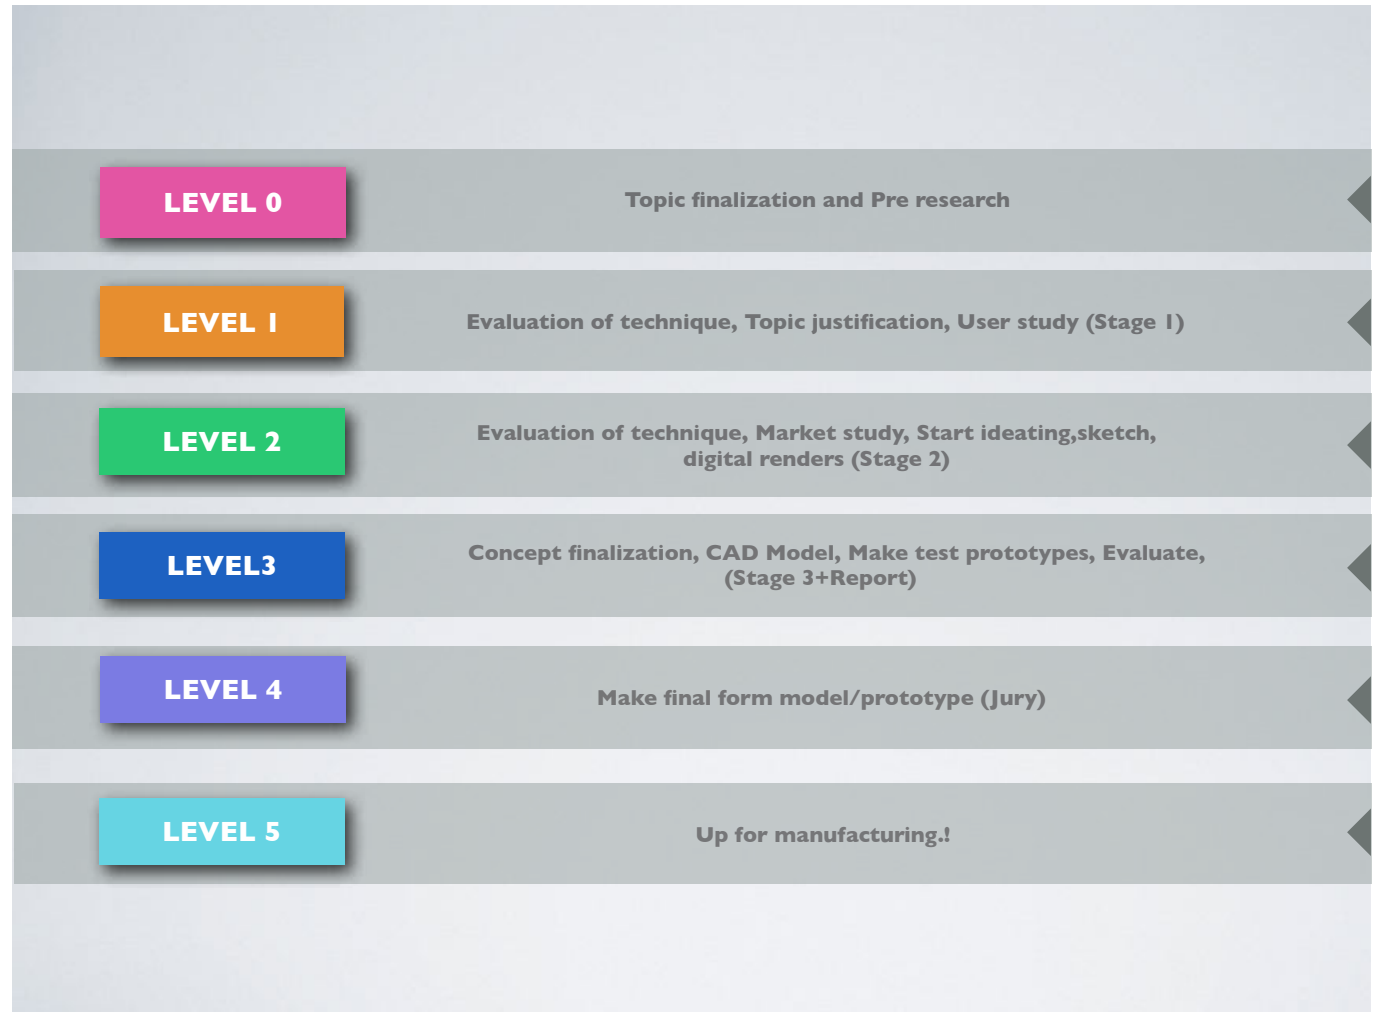 LEVEL 0
Topic finalization and Pre research
LEVEL 1
Evaluation of technique, Topic justification, User study (Stage 1)
LEVEL 2
Evaluation of technique, Market study, Start ideating,sketch,
digital renders (Stage 2)
LEVEL3
Concept finalization, CAD Model, Make test prototypes, Evaluate,
(Stage 3+Report)
LEVEL 4
Make final form model/prototype (Jury)
LEVEL 5
Up for manufacturing.!